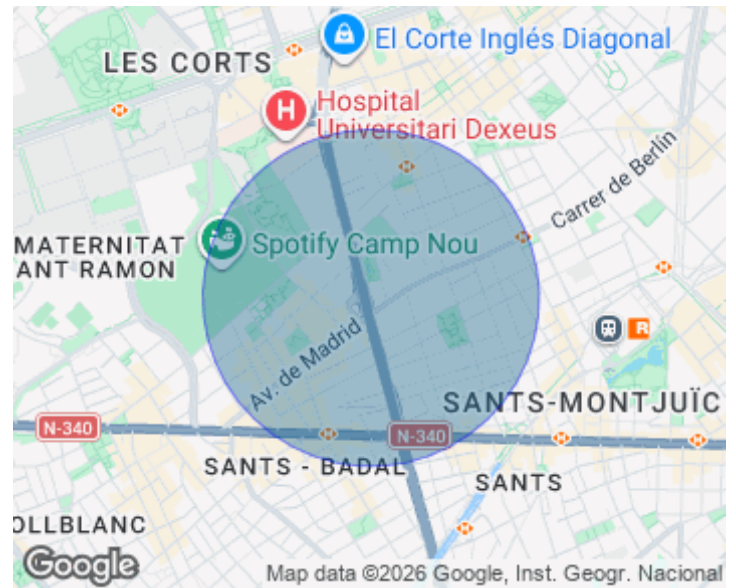 El Corte Inglés Diagonal
LES CORTS
H
Hospital
Universitari Dexeus
Carrer de Berlín
MATERNITAT
ANT RAMON
Spotify Camp Nou
Av. de Madrid
R
SANTS-MONTJUÏC
N-340
N-340
SANTS - BADAL
SANTS
OLLBLANC
Google
Map data ©2026 Google, Inst. Geogr. Nacional